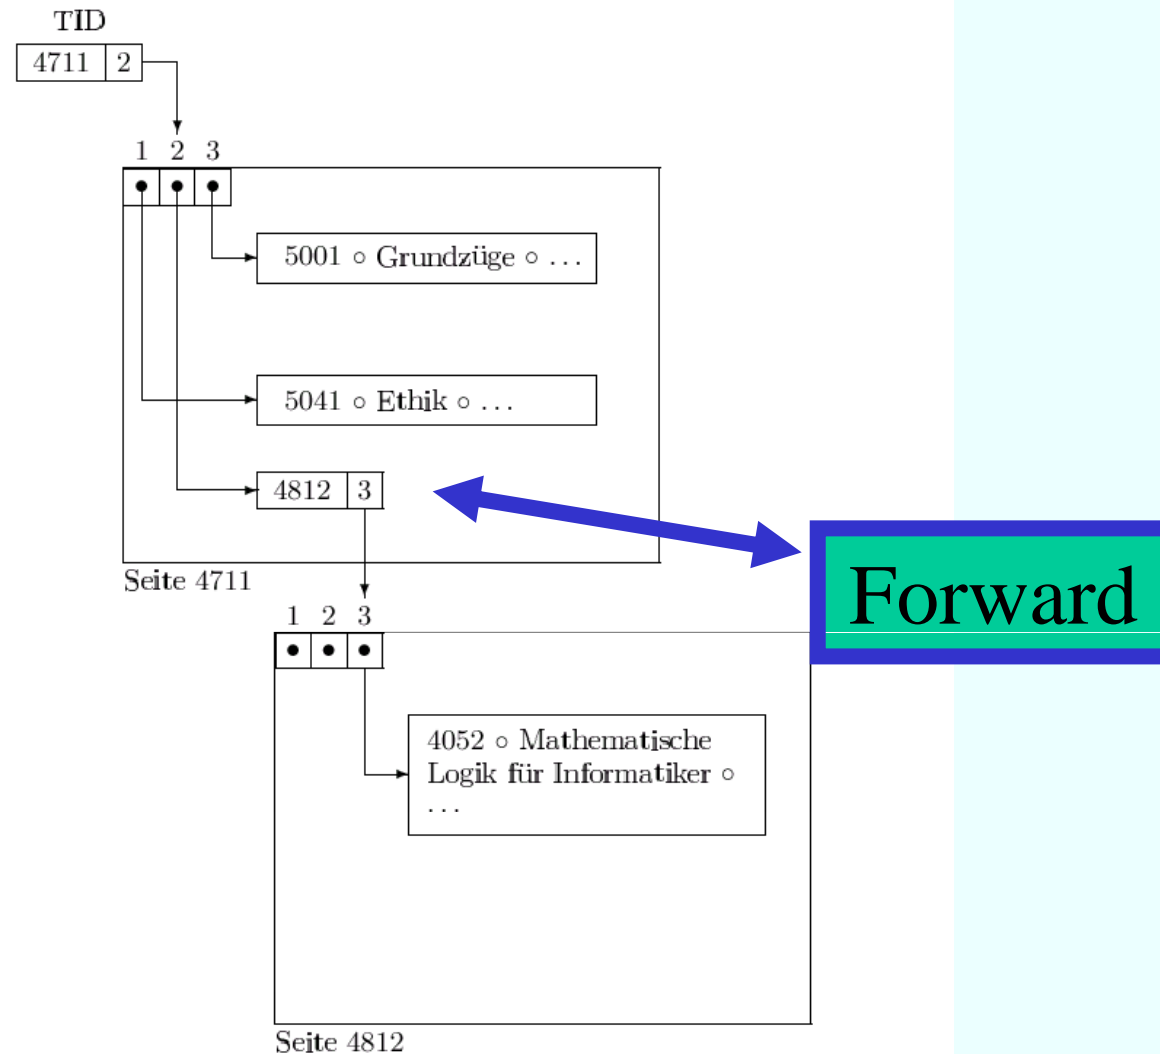 TID
4711 2
1 2 3
5001 ○ Grundzüge ○ ...
5041 ○ Ethik ○ ...
4812 3
Seite 4711
Forward
1 2 3
4052 ○ Mathematische
Logik für Informatiker ○
...
Seite 4812